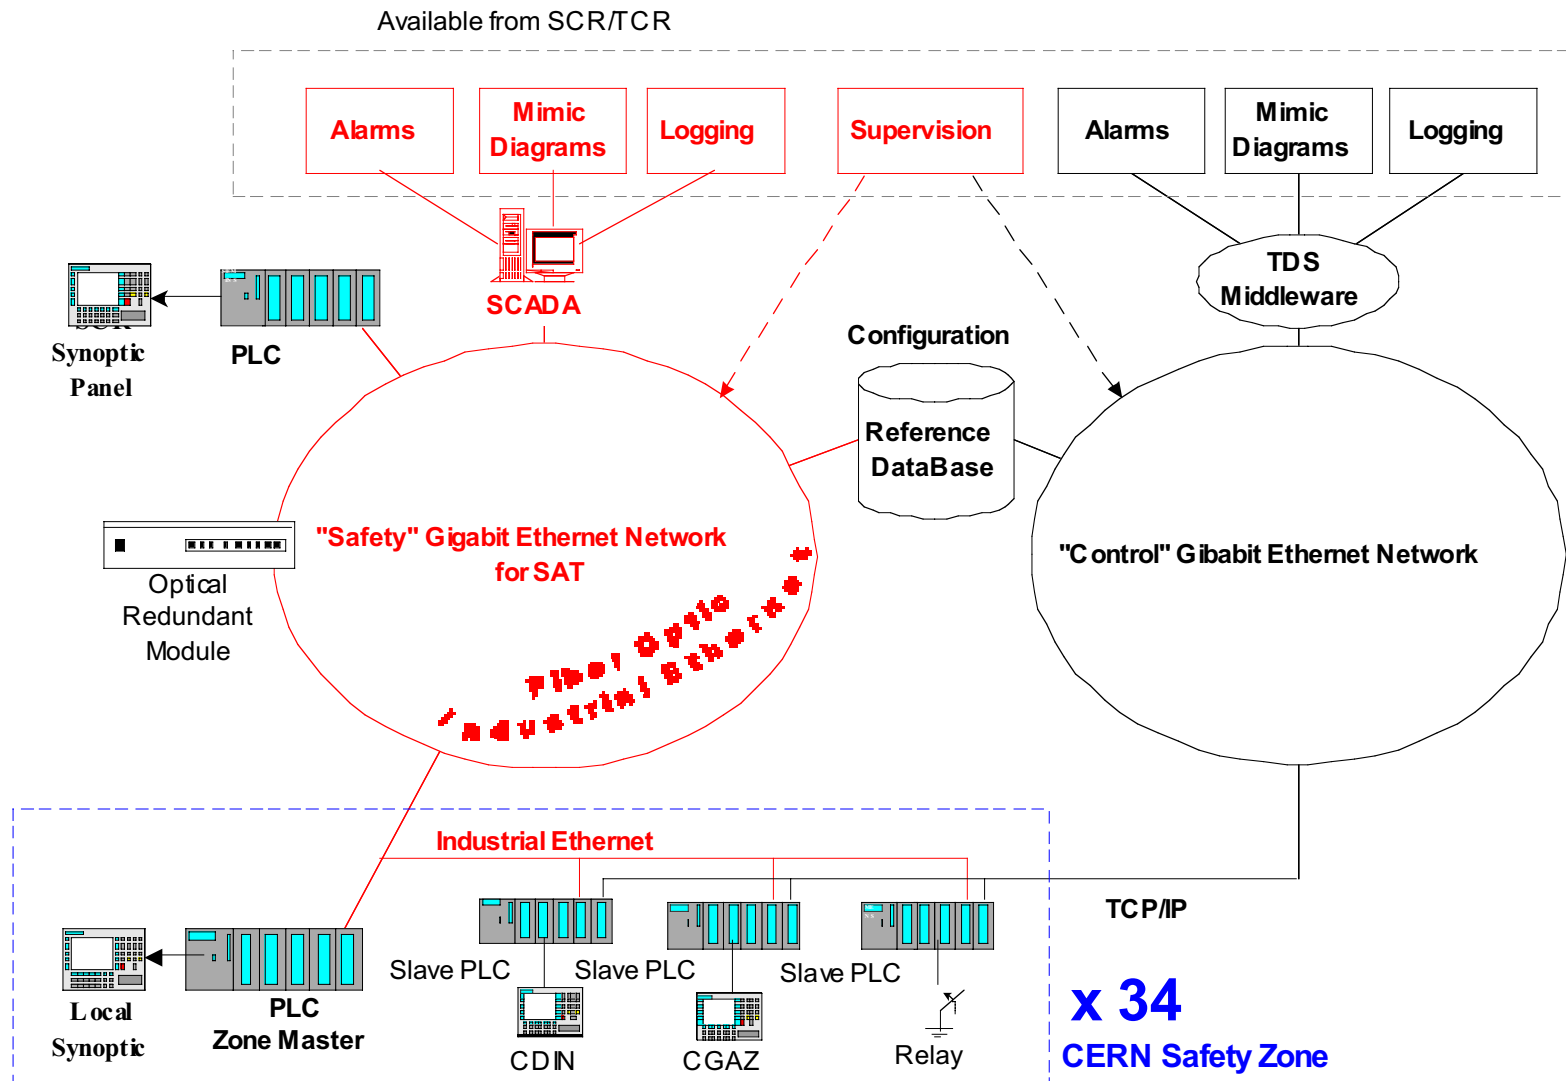 Available from SCR/TCR
Alarms
Mimic
Diagrams
Logging
Supervision
Alarms
Mimic
Diagrams
Logging
SCADA
TDS
Middleware
Synoptic
Panel
PLC
Configuration
Reference
DataBase
"Safety" Gigabit Ethernet Network
for SAT
"Control" Gibabit Ethernet Network
Optical
Redundant
Module
Industrial Ethernet
TCP/IP
Slave PLC
Slave PLC
Slave PLC
Local
Synoptic
PLC
Zone Master
CDIN
CGAZ
Relay
x 34
CERN Safety Zone